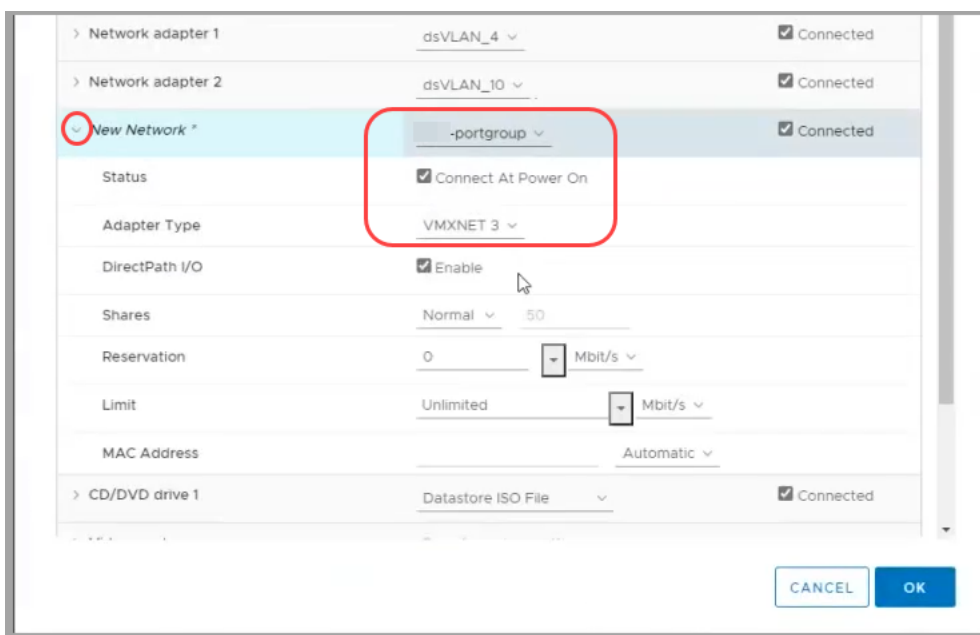 Network adapter 1 dsVLAN_4 Connected
Network adapter 2 dsVLAN_10 Connected
New Network * -portgroup Connected
Status Connect At Power On
Adapter Type VMXNET 3
DirectPath I/O Enable
Shares Normal 50
Reservation 0 Mbit/s
Limit Unlimited Mbit/s
MAC Address Automatic
CD/DVD drive 1 Datastore ISO File Connected
CANCEL OK